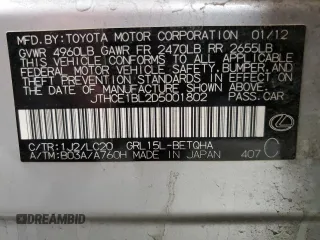 MFD.BY: TOYOTA MOTOR CORPORATION 01/12
GVWR 4960LB GAWR FR 2470LB RR 2655LB
THIS VEHICLE CONFORMS TO ALL APPLICABLE
FEDERAL MOTOR VEHICLE SAFETY, BUMPER, AND
THEFT PREVENTION STANDARDS IN EFFECT ON
THE DATE OF MANUFACTURE SHOWN ABOVE.
JTHCE1BL2D5001802 PASS.CAR
C/TR:1J2/LC20 GRL15L-BETQHA
A/TM:B03A/A760H MADE IN JAPAN 407 C
LEXUS
© AUTOBIDMASTER